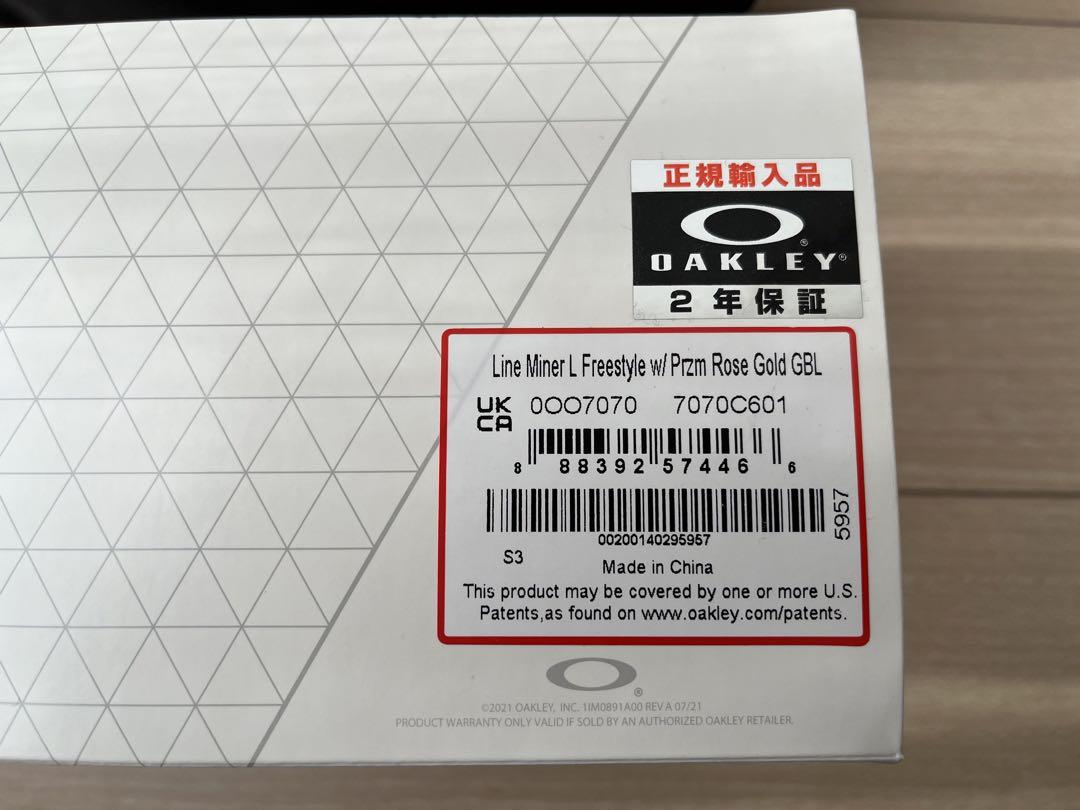 正規輸入品
OAKLEY®
2年保証
Line Miner L Freestyle w/ Przm Rose Gold GBL
UK
CA
0OO7070 7070C601
8 88392 57446 6
5957
00200140295957
S3
Made in China
This product may be covered by one or more U.S.
Patents,as found on www.oakley.com/patents.
®
©2021 OAKLEY, INC. 1IM0891A00 REV A 07/21
PRODUCT WARRANTY ONLY VALID IF SOLD BY AN AUTHORIZED OAKLEY RETAILER.